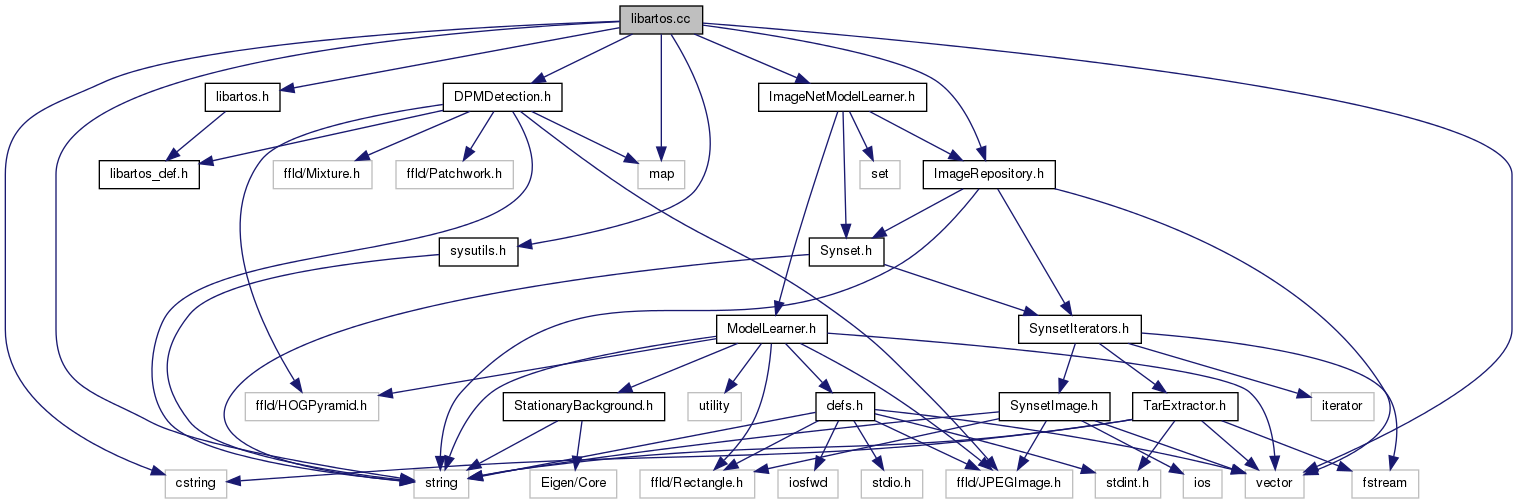 libartos.cc
libartos.h
DPMDetection.h
ImageNetModelLearner.h
libartos_def.h
ffld/Mixture.h
ffld/Patchwork.h
map
set
ImageRepository.h
sysutils.h
Synset.h
ModelLearner.h
SynsetIterators.h
ffld/HOGPyramid.h
StationaryBackground.h
utility
defs.h
SynsetImage.h
TarExtractor.h
iterator
cstring
string
Eigen/Core
ffld/Rectangle.h
iosfwd
stdio.h
ffld/JPEGImage.h
stdint.h
ios
vector
fstream